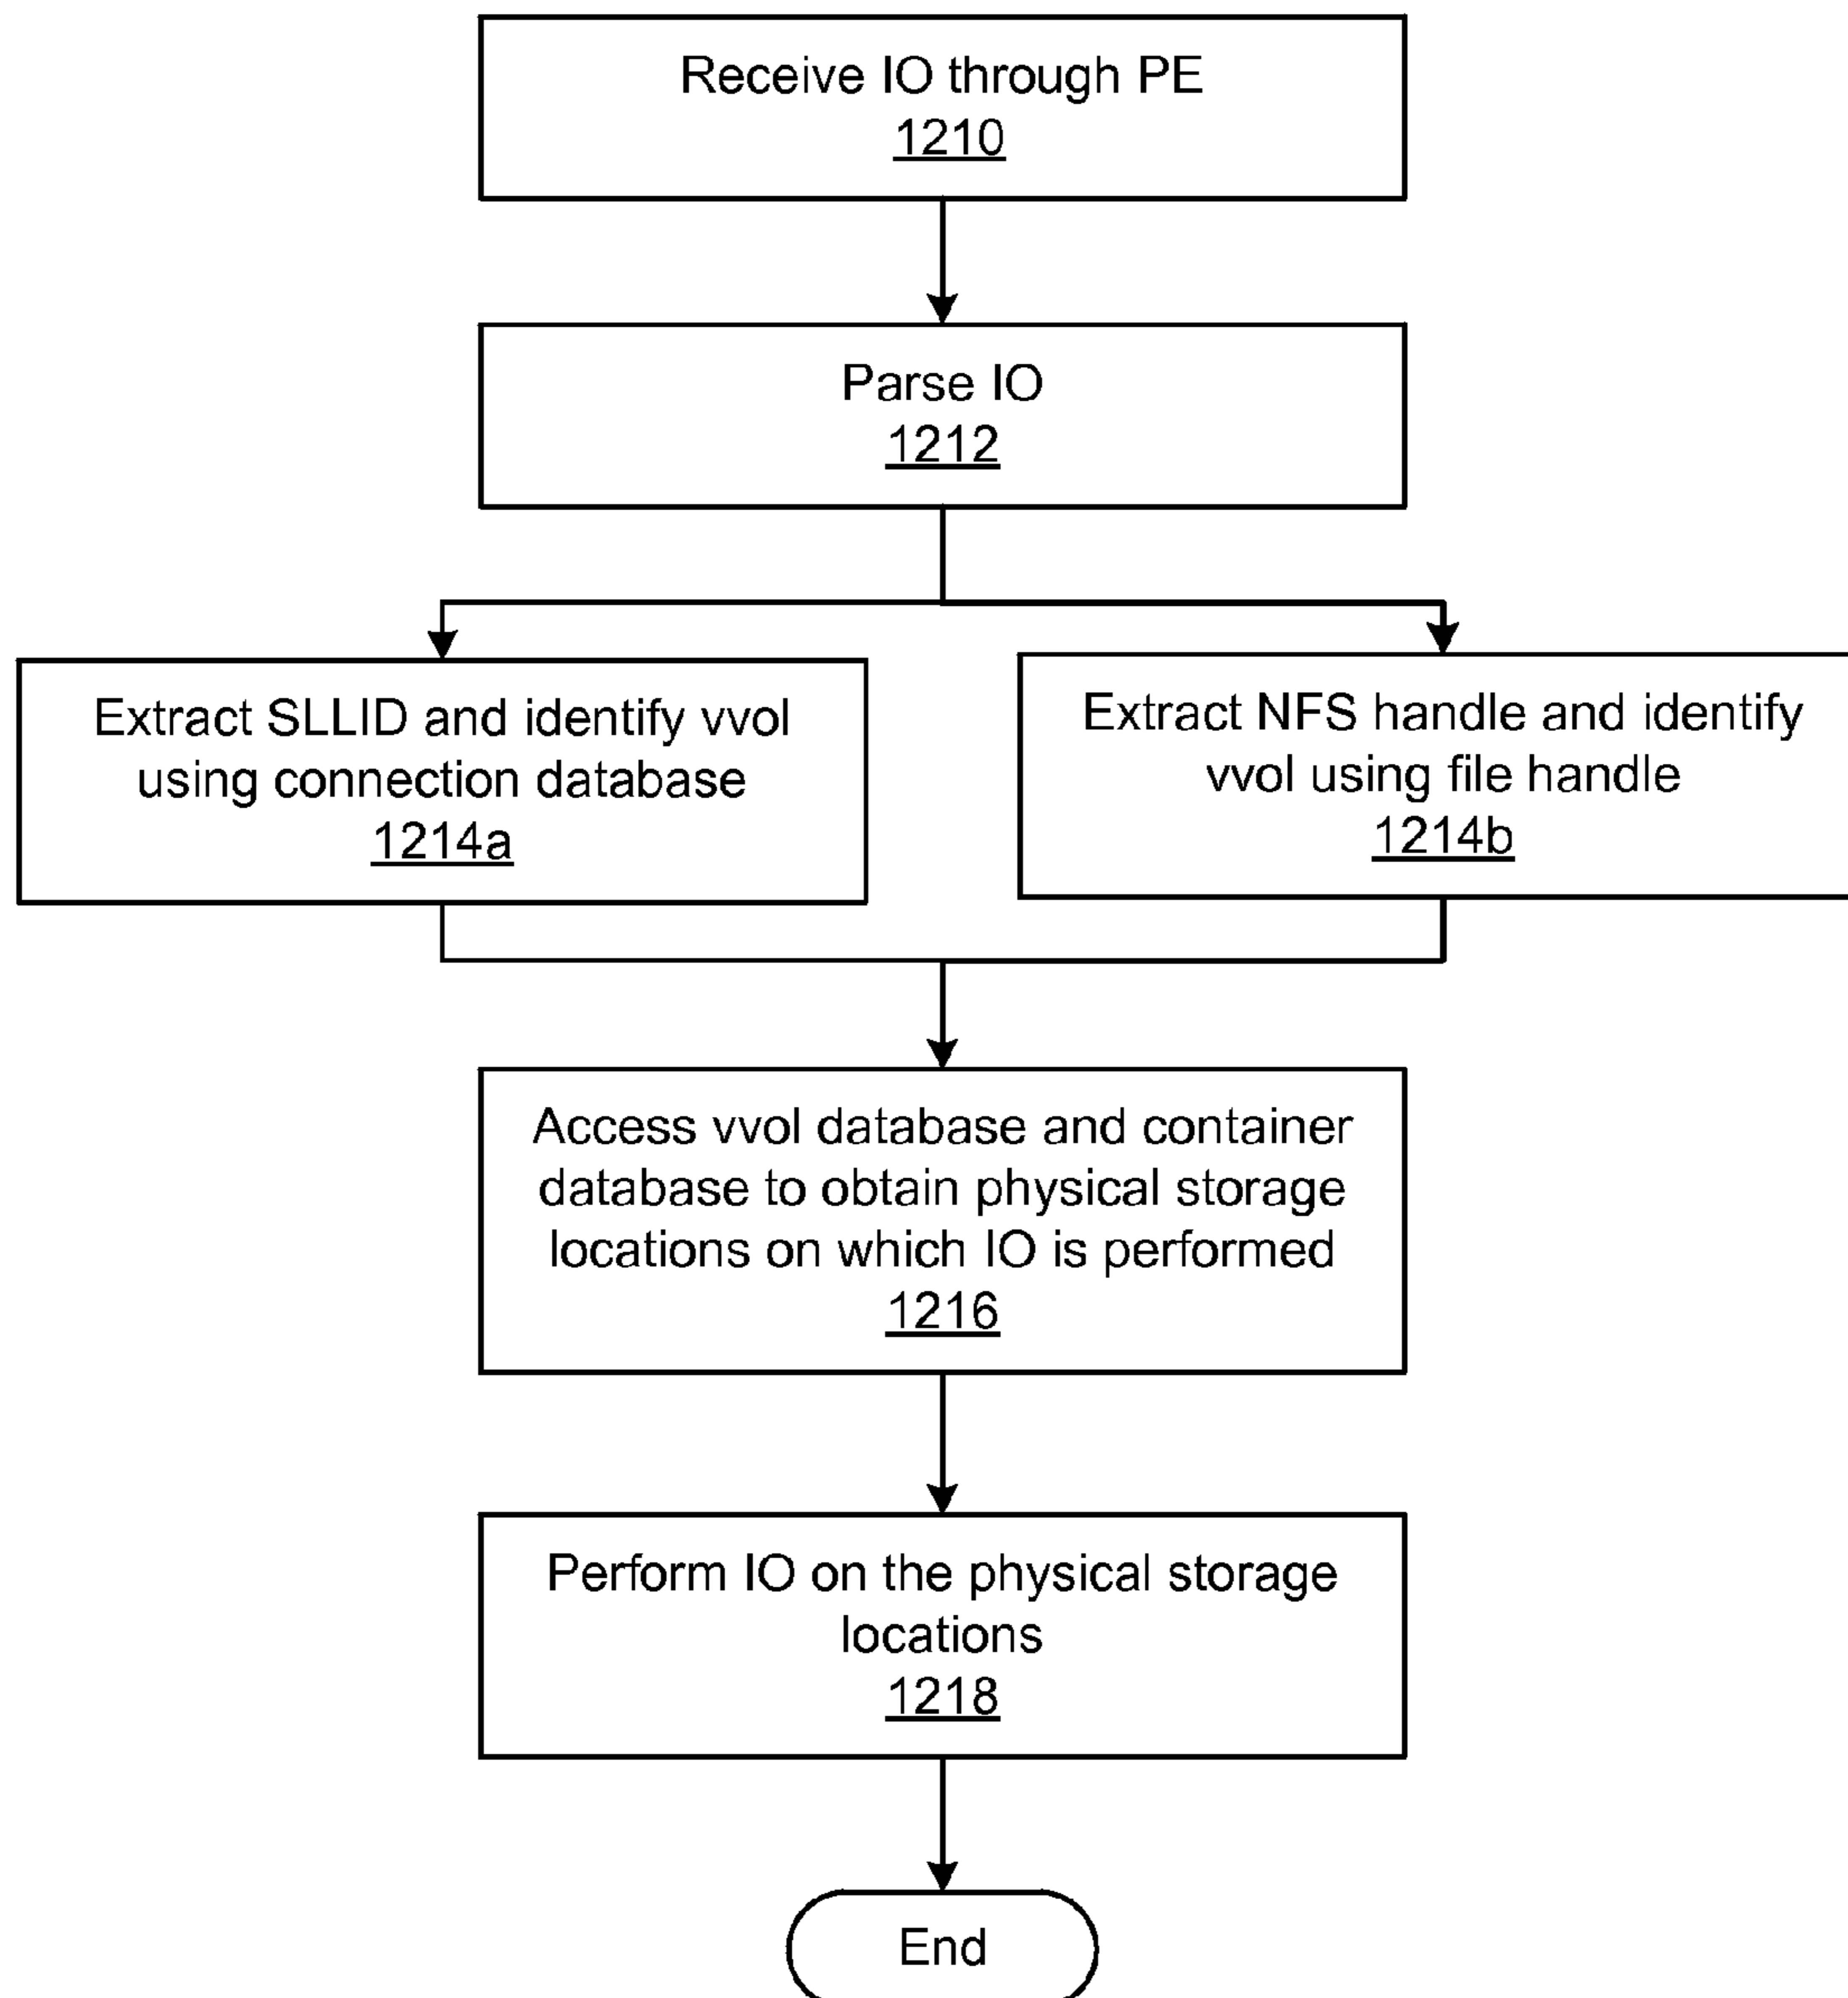 Receive IO through PE
1210
Parse IO
1212
Extract SLLID and identify vvol
using connection database
1214a
Extract NFS handle and identify
vvol using file handle
1214b
Access vvol database and container
database to obtain physical storage
locations on which IO is performed
1216
Perform IO on the physical storage
locations
1218
End